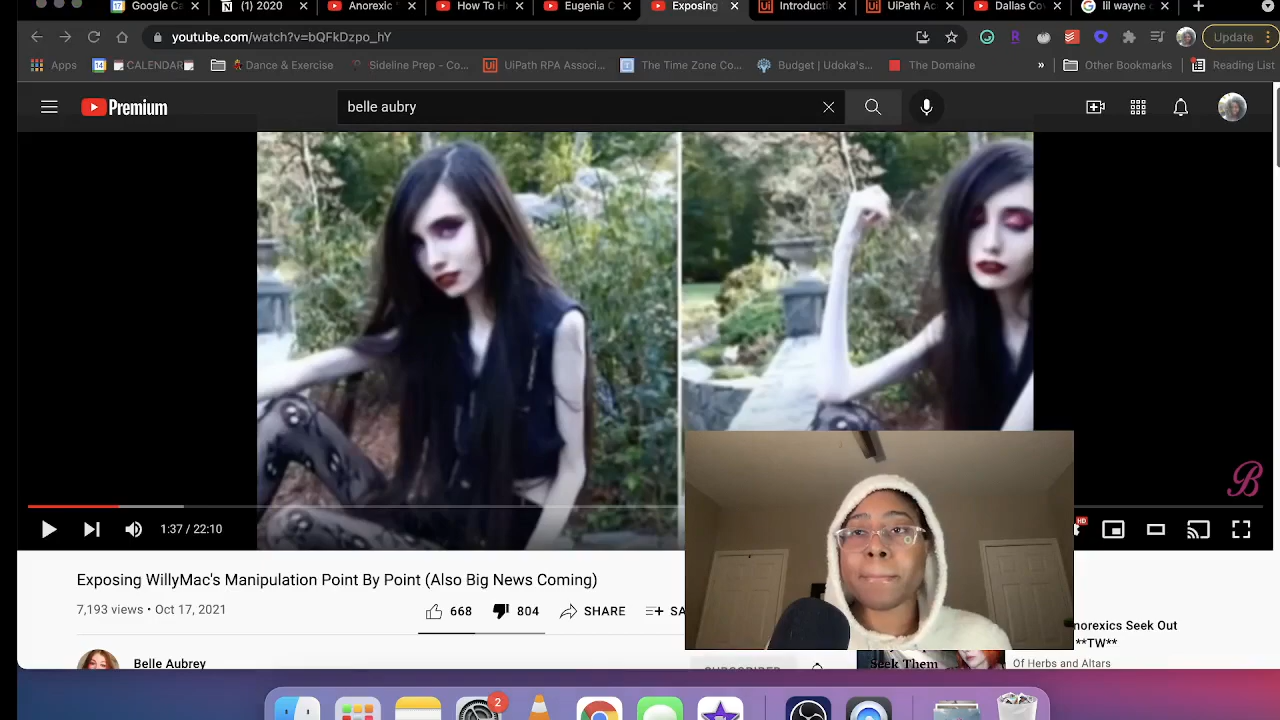 Google Ca
(1) 2020
Anorexic "
How To H
Eugenia C
Exposing
Introducti
UiPath Ac
Dallas Co
lil wayne c
youtube.com/watch?v=bQFkDzpo_hY
Update
Apps
CALENDAR
Dance & Exercise
Sideline Prep - Co...
UiPath RPA Associ...
The Time Zone Co...
Budget | Udoka's...
The Domaine
»
Other Bookmarks
Reading List
Premium
belle aubry
B
1:37 / 22:10
HD
Exposing WillyMac's Manipulation Point By Point (Also Big News Coming)
7,193 views • Oct 17, 2021
668
804
SHARE
SA
norexics Seek Out
**TW**
Of Herbs and Altars
Belle Aubrey
SUBSCRIBED
Seek Them
2